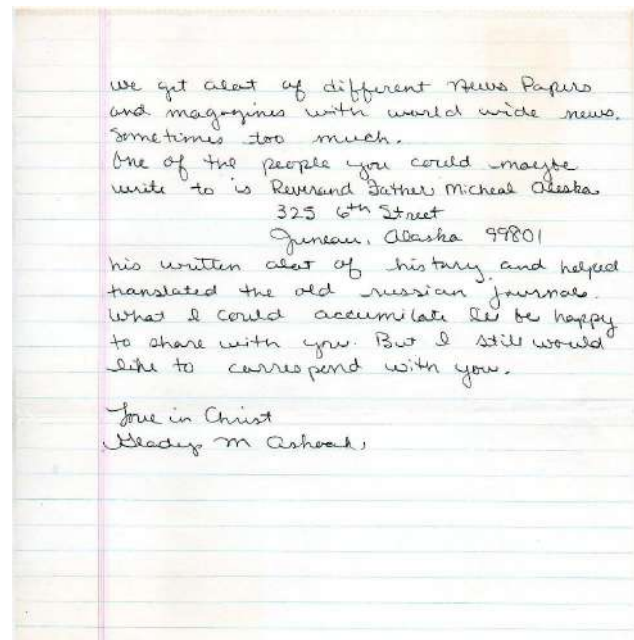 we get alot of different News Papers
and magazines with world wide news.
Sometimes too much.
One of the people you could maybe
write to is Reverand Father Micheal Oleska
325 6th Street
Juneau, Alaska 99801
his written alot of history, and helped
translated the old russian journals.
What I could accumilate Ile be happy
to share with you. But I still would
like to correspond with you.
Love in Christ
Gladys M